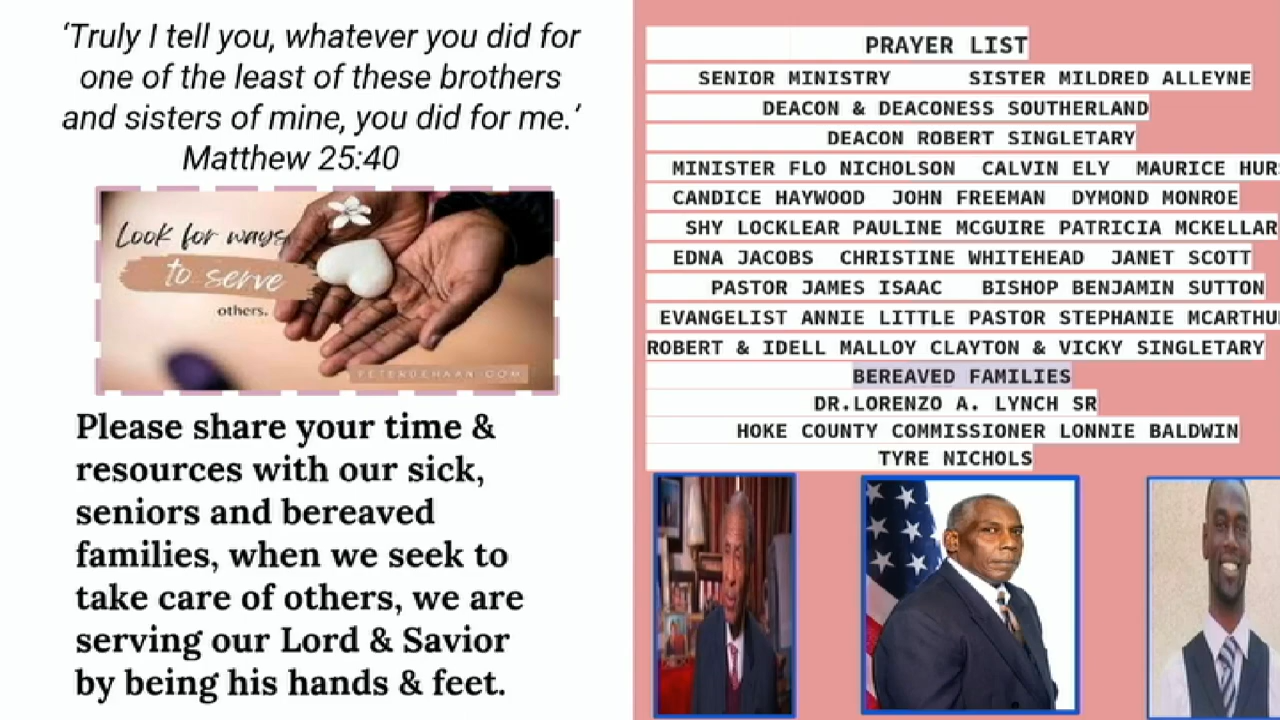 ‘Truly I tell you, whatever you did for
one of the least of these brothers
and sisters of mine, you did for me.’
Matthew 25:40
Look for ways
to serve
others.
PETERDEHAAN.COM
Please share your time &
resources with our sick,
seniors and bereaved
families, when we seek to
take care of others, we are
serving our Lord & Savior
by being his hands & feet.
PRAYER LIST
SENIOR MINISTRY SISTER MILDRED ALLEYNE
DEACON & DEACONESS SOUTHERLAND
DEACON ROBERT SINGLETARY
MINISTER FLO NICHOLSON CALVIN ELY MAURICE
CANDICE HAYWOOD JOHN FREEMAN DYMOND MONROE
SHY LOCKLEAR PAULINE MCGUIRE PATRICIA MCKELLAR
EDNA JACOBS CHRISTINE WHITEHEAD JANET SCOTT
PASTOR JAMES ISAAC BISHOP BENJAMIN SUTTON
EVANGELIST ANNIE LITTLE PASTOR STEPHANIE
ROBERT & IDELL MALLOY CLAYTON & VICKY SINGLETARY
BEREAVED FAMILIES
DR.LORENZO A. LYNCH SR
HOKE COUNTY COMMISSIONER LONNIE BALDWIN
TYRE NICHOLS